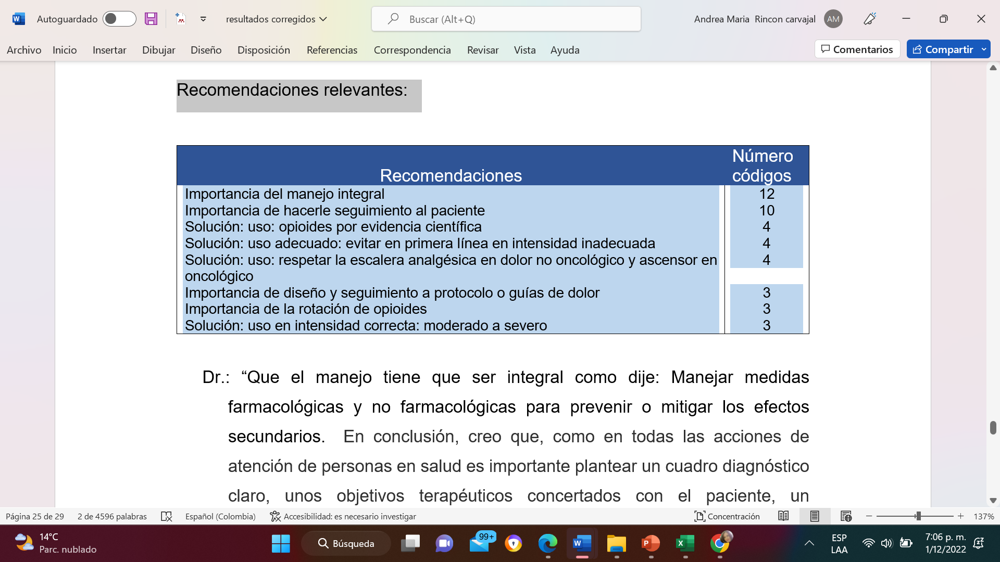 Autoguardado
resultados corregidos
Buscar (Alt+Q)
Andrea Maria Rincon carvajal
AM
Archivo Inicio Insertar Dibujar Diseño Disposición Referencias Correspondencia Revisar Vista Ayuda
Comentarios
Compartir
Recomendaciones relevantes:
Recomendaciones
Número
códigos
Importancia del manejo integral 12
Importancia de hacerle seguimiento al paciente 10
Solución: uso: opioides por evidencia científica 4
Solución: uso adecuado: evitar en primera línea en intensidad inadecuada 4
Solución: uso: respetar la escalera analgésica en dolor no oncológico y ascensor en 4
oncológico
Importancia de diseño y seguimiento a protocolo o guías de dolor 3
Importancia de la rotación de opioides 3
Solución: uso en intensidad correcta: moderado a severo 3
Dr.: “Que el manejo tiene que ser integral como dije: Manejar medidas
farmacológicas y no farmacológicas para prevenir o mitigar los efectos
secundarios. En conclusión, creo que, como en todas las acciones de
atención de personas en salud es importante plantear un cuadro diagnóstico
claro, unos objetivos terapéuticos concertados con el paciente, un
Página 25 de 29 2 de 4596 palabras Español (Colombia) Accesibilidad: es necesario investigar Concentración 137%
14°C
Parc. nublado
Búsqueda
99+
ESP
LAA
7:06 p. m.
1/12/2022